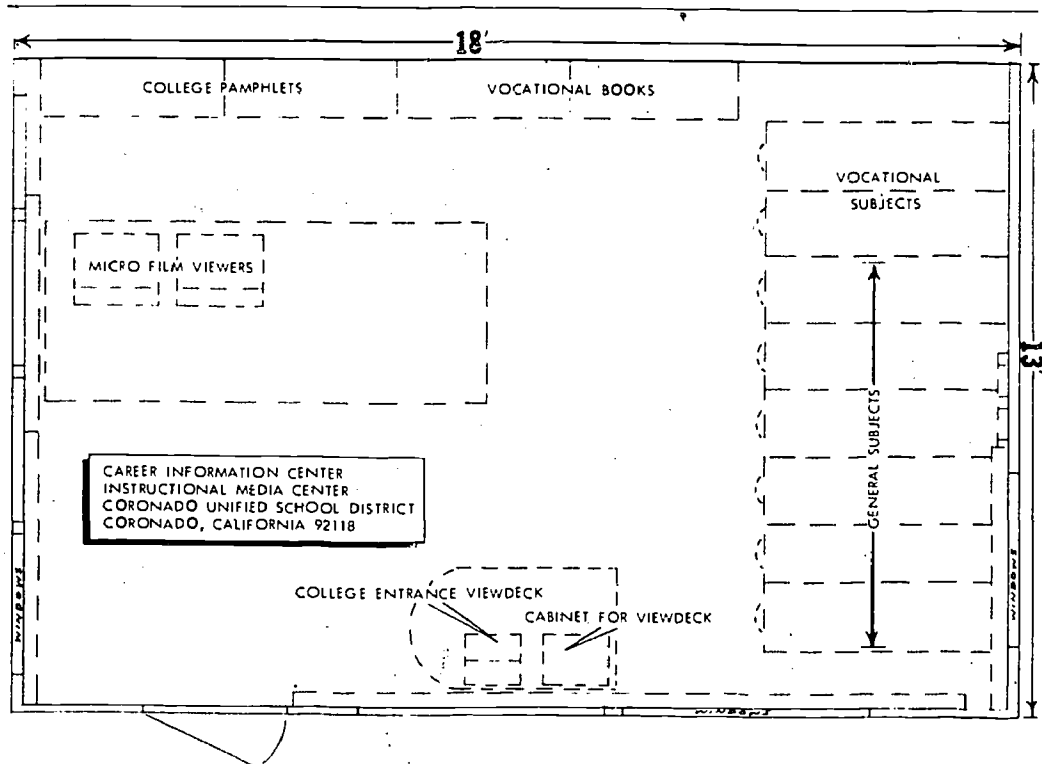 18'
COLLEGE PAMPHLETS
VOCATIONAL BOOKS
VOCATIONAL
SUBJECTS
MICRO FILM VIEWERS
13'
GENERAL SUBJECTS
CAREER INFORMATION CENTER
INSTRUCTIONAL MEDIA CENTER
CORONADO UNIFIED SCHOOL DISTRICT
CORONADO, CALIFORNIA 92118
COLLEGE ENTRANCE VIEWDECK
CABINET FOR VIEWDECK
WINDOWS
WINDOWS
WINDOWS